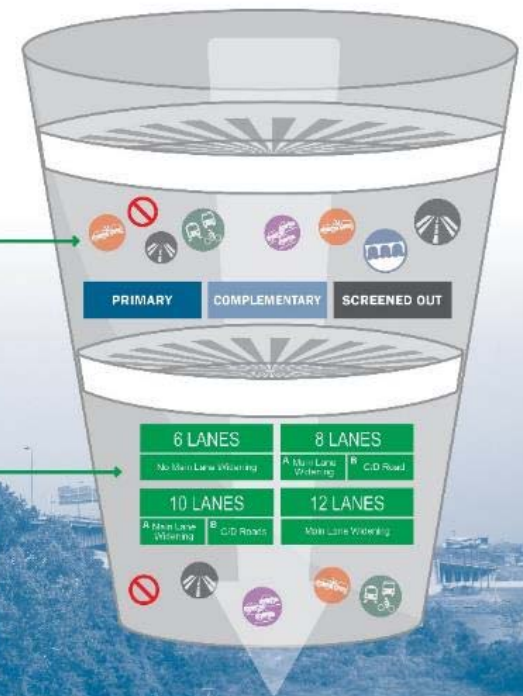 PRIMARY
COMPLEMENTARY
SCREENED OUT
6 LANES
No Main Lane Widening
8 LANES
A Main Lane
Widening
B C/D Road
10 LANES
A Main Lane
Widening
B C/D Roads
12 LANES
Main Lane Widening